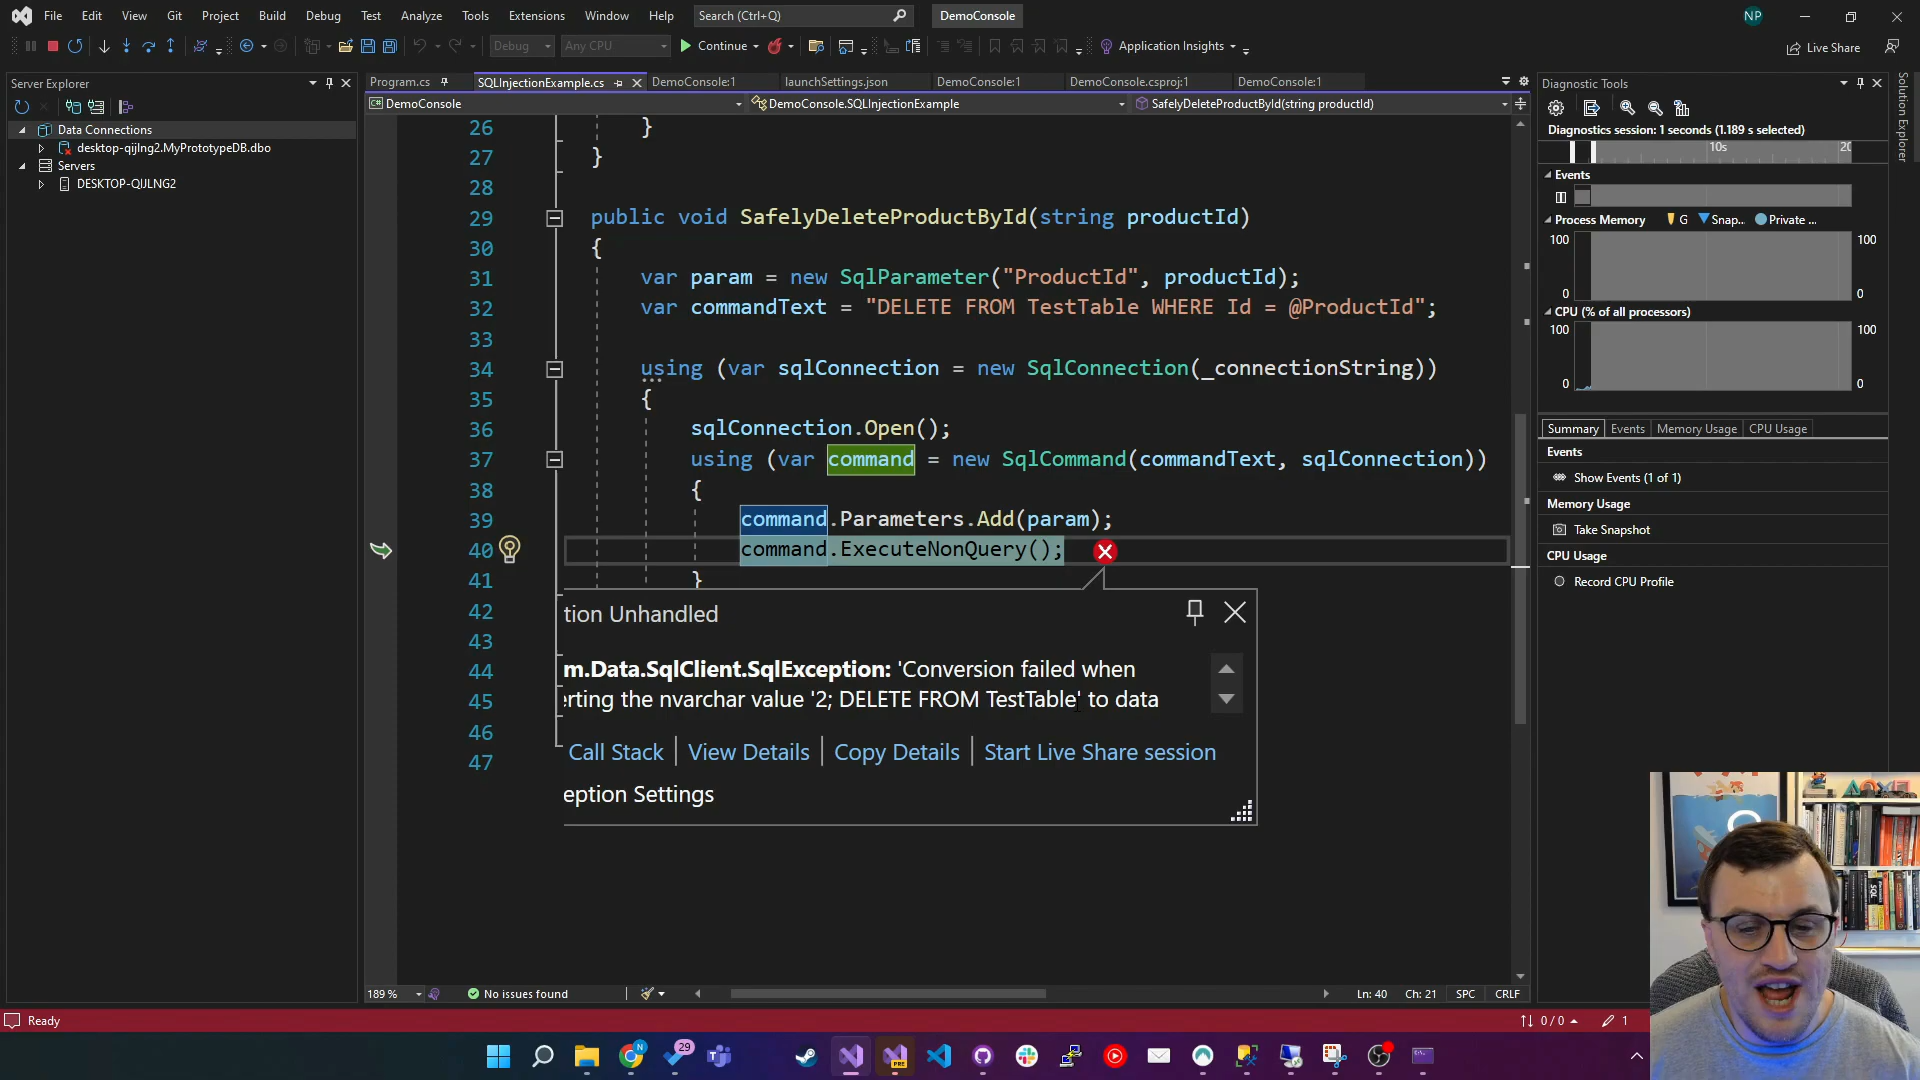 File Edit View Git Project Build Debug Test Analyze Tools Extensions Window Help Search (Ctrl+Q) DemoConsole NP
Debug Any CPU Continue Application Insights Live Share
Server Explorer
Data Connections
desktop-qijlng2.MyPrototypeDB.dbo
Servers
DESKTOP-QIJLNG2
Program.cs SQLInjectionExample.cs DemoConsole:1 launchSettings.json DemoConsole:1 DemoConsole.csproj:1 DemoConsole:1
DemoConsole DemoConsole.SQLInjectionExample SafelyDeleteProductById(string productId)
26 }
27 }
28
29 public void SafelyDeleteProductById(string productId)
30 {
31 var param = new SqlParameter("ProductId", productId);
32 var commandText = "DELETE FROM TestTable WHERE Id = @ProductId";
33
34 using (var sqlConnection = new SqlConnection(_connectionString))
35 {
36 sqlConnection.Open();
37 using (var command = new SqlCommand(commandText, sqlConnection))
38 {
39 command.Parameters.Add(param);
40 command.ExecuteNonQuery();
41 }
42
43
44
45
46
47
tion Unhandled
m.Data.SqlClient.SqlException: 'Conversion failed when
erting the nvarchar value '2; DELETE FROM TestTable' to data
Call Stack | View Details | Copy Details | Start Live Share session
eption Settings
189 % No issues found Ln: 40 Ch: 21 SPC CRLF
Diagnostic Tools
Diagnostics session: 1 seconds (1.189 s selected)
10s 20
Events
Process Memory G Snap... Private ...
100 100
0 0
CPU (% of all processors)
100 100
0 0
Summary Events Memory Usage CPU Usage
Events
Show Events (1 of 1)
Memory Usage
Take Snapshot
CPU Usage
Record CPU Profile
Solution Explorer
Ready 0 / 0 1
N 29 PRE
SQL